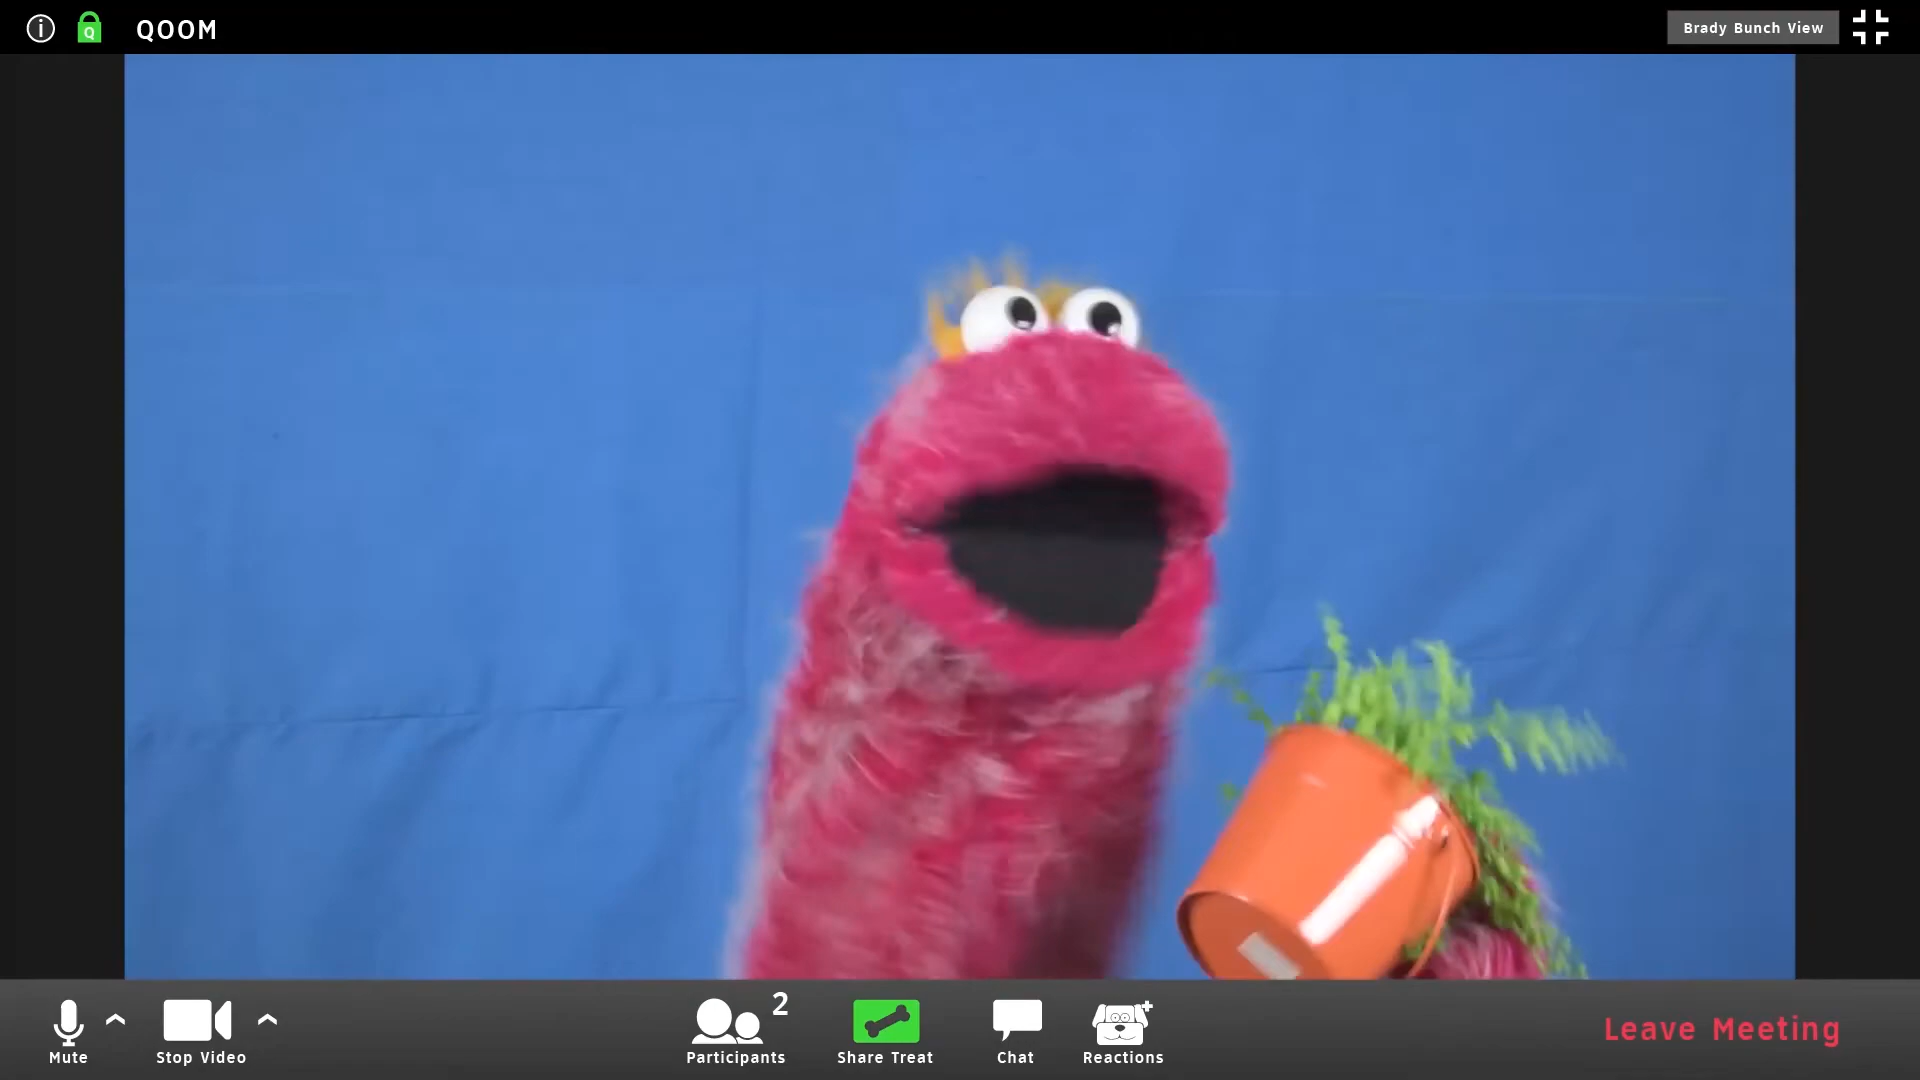 QOOM
Q
Brady Bunch View
2
Mute
Stop Video
Participants
Share Treat
Chat
Reactions
Leave Meeting